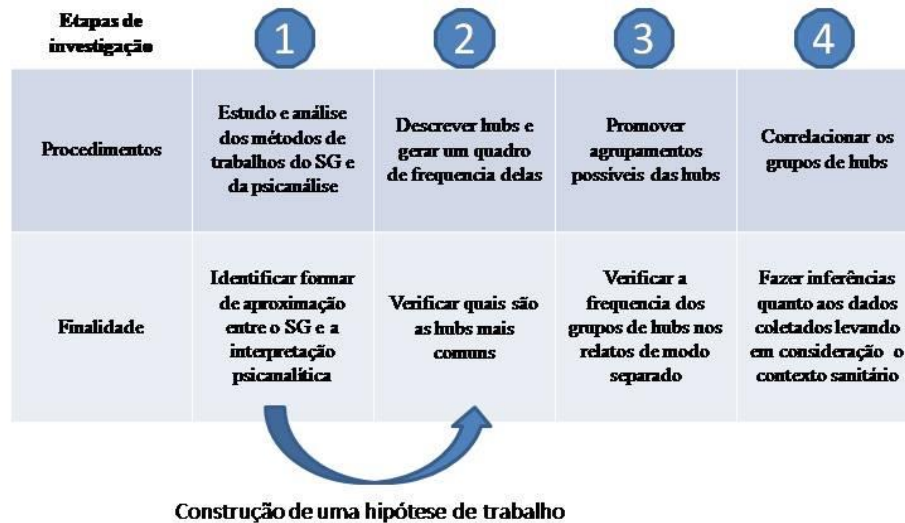 Etapas de
investigação
1
2
3
4
Procedimentos
Estudo e análise
dos métodos de
trabalhos do SG e
da psicanálise
Descrever hubs e
gerar um quadro
de frequencia delas
Promover
agrupamentos
possíveis das hubs
Correlacionar os
grupos de hubs
Finalidade
Identificar formar
de aproximação
entre o SG e a
interpretação
psicanalítica
Verificar quais são
as hubs mais
comuns
Verificar a
frequencia dos
grupos de hubs nos
relatos de modo
separado
Fazer inferências
quanto aos dados
coletados levando
em consideração o
contexto sanitário
Construção de uma hipótese de trabalho